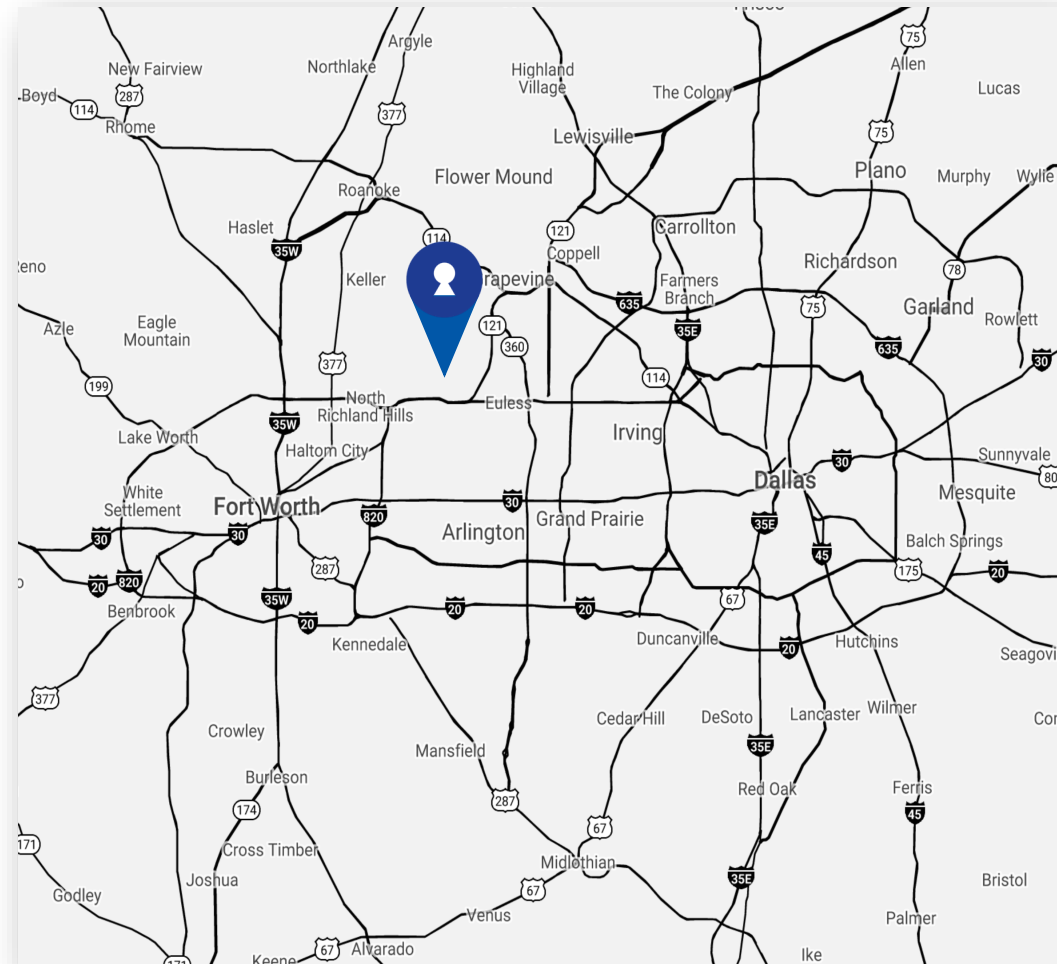 Argyle
75
New Fairview
Northlake
Highland
Village
Allen
Boyd
287
The Colony
Lucas
114
377
Rhome
Lewisville
75
Plano
Flower Mound
Murphy
Wylie
Roanoke
Haslet
114
121
Carrollton
35W
Coppell
Richardson
78
Keller
Farmers
Branch
635
75
Garland
Azle
Eagle
Mountain
121
35E
Rowlett
360
635
30
377
199
114
North
Richland Hills
Euless
35W
Irving
Lake Worth
Haltom City
30
Sunnyvale
80
Dallas
White
Settlement
Fort Worth
30
Mesquite
820
Grand Prairie
35E
30
30
Arlington
Balch Springs
45
287
175
20
20
820
35W
67
Benbrook
20
20
20
Kennedale
Duncanville
20
Hutchins
377
Cedar Hill
DeSoto
Lancaster
Wilmer
Crowley
Mansfield
35E
Burleson
Red Oak
Ferris
287
174
45
67
171
Cross Timber
Midlothian
Joshua
35E
Bristol
Godley
67
Venus
Palmer
67
Alvarado
Ike
Keene
171